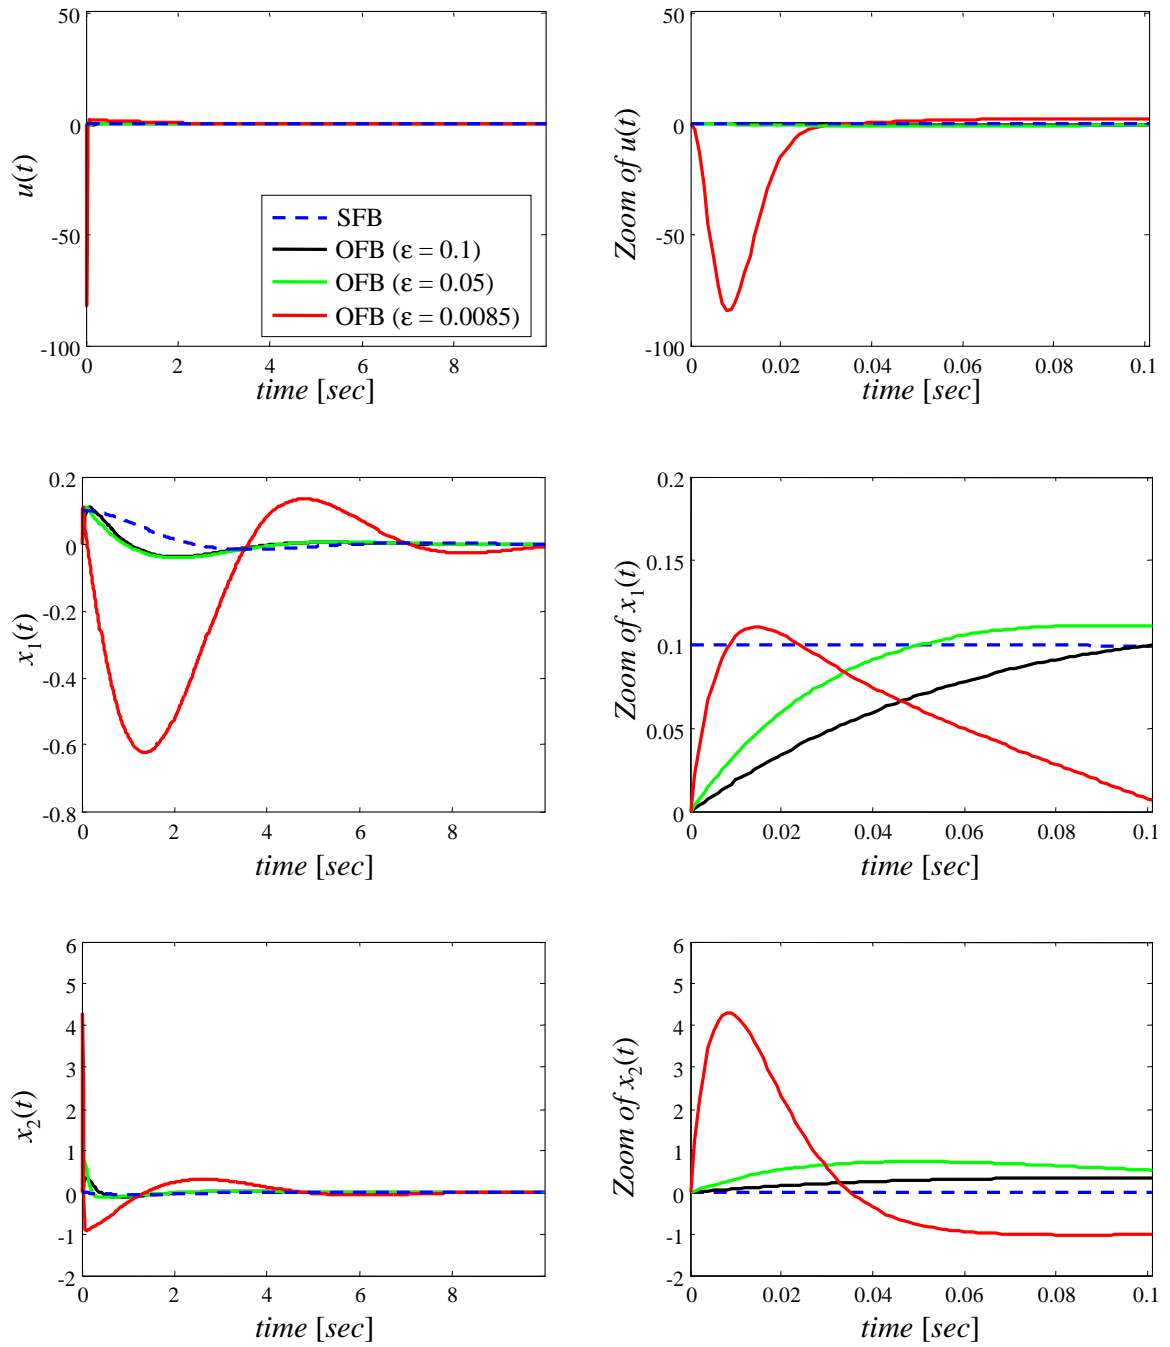 50
0
-50
-100
u(t)
SFB
OFB (ε = 0.1)
OFB (ε = 0.05)
OFB (ε = 0.0085)
0 2 4 6 8
time [sec]
50
0
-50
-100
Zoom of u(t)
0 0.02 0.04 0.06 0.08 0.1
time [sec]
0.2
0
-0.2
-0.4
-0.6
-0.8
x₁(t)
0 2 4 6 8
time [sec]
0.2
0.15
0.1
0.05
0
Zoom of x₁(t)
0 0.02 0.04 0.06 0.08 0.1
time [sec]
6
5
4
3
2
1
0
-1
-2
x₂(t)
0 2 4 6 8
time [sec]
6
5
4
3
2
1
0
-1
-2
Zoom of x₂(t)
0 0.02 0.04 0.06 0.08 0.1
time [sec]